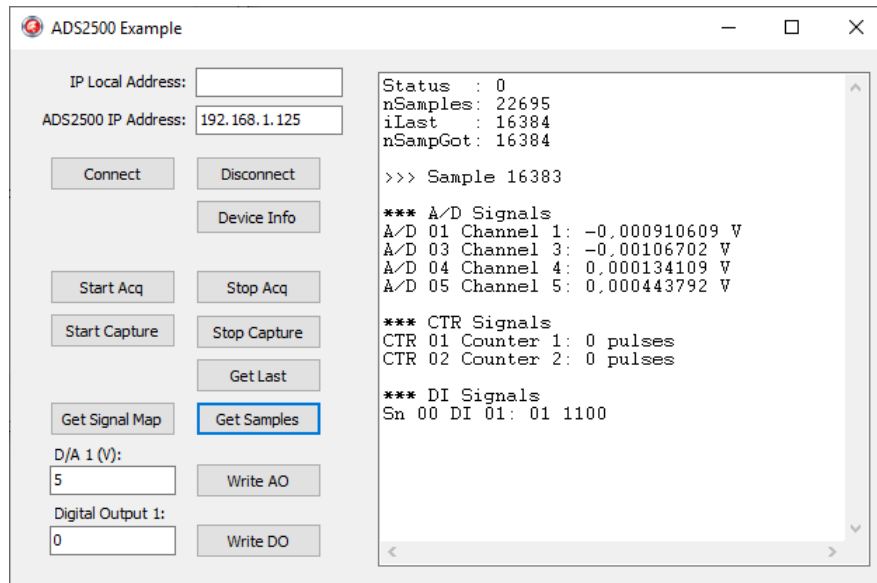 ADS2500 Example
IP Local Address:
ADS2500 IP Address: 192.168.1.125
Connect
Disconnect
Device Info
Start Acq
Stop Acq
Start Capture
Stop Capture
Get Last
Get Signal Map
Get Samples
D/A 1 (V):
5
Write AO
Digital Output 1:
0
Write DO
Status  : 0
nSamples: 22695
iLast   : 16384
nSampGot: 16384
>>> Sample 16383
*** A/D Signals
A/D 01 Channel 1: -0,000910609 V
A/D 03 Channel 3: -0,00106702 V
A/D 04 Channel 4: 0,000134109 V
A/D 05 Channel 5: 0,000443792 V
*** CTR Signals
CTR 01 Counter 1: 0 pulses
CTR 02 Counter 2: 0 pulses
*** DI Signals
Sn 00 DI 01: 01 1100